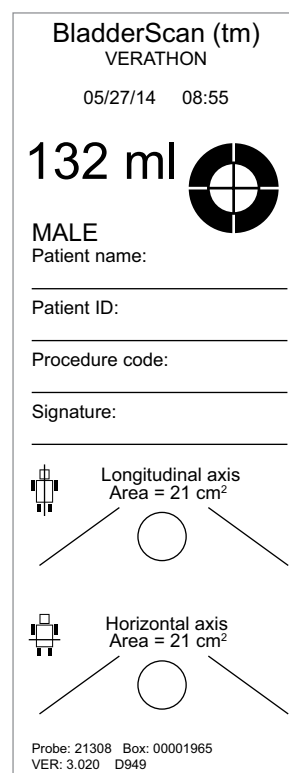 BladderScan (tm)
VERATHON
05/27/14 08:55
132 ml
MALE
Patient name:
Patient ID:
Procedure code:
Signature:
Longitudinal axis
Area = 21 cm²
Horizontal axis
Area = 21 cm²
Probe: 21308 Box: 00001965
VER: 3.020 D949